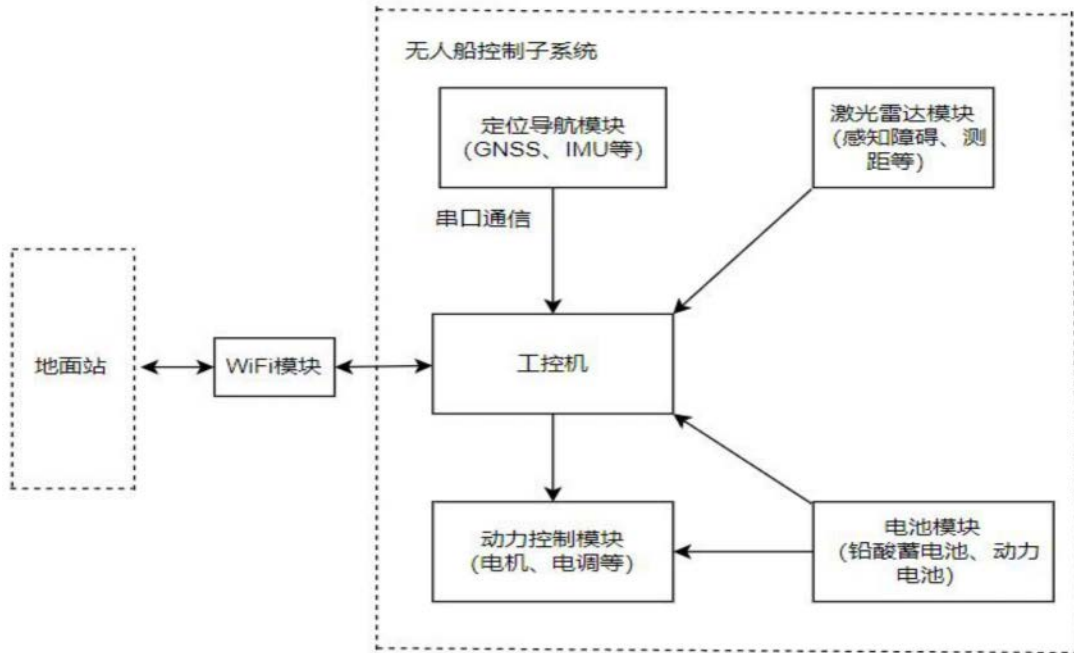 无人船控制子系统
定位导航模块
(GNSS、IMU等)
激光雷达模块
(感知障碍、测
距等)
串口通信
地面站
WiFi模块
工控机
动力控制模块
(电机、电调等)
电池模块
(铅酸蓄电池、动力
电池)